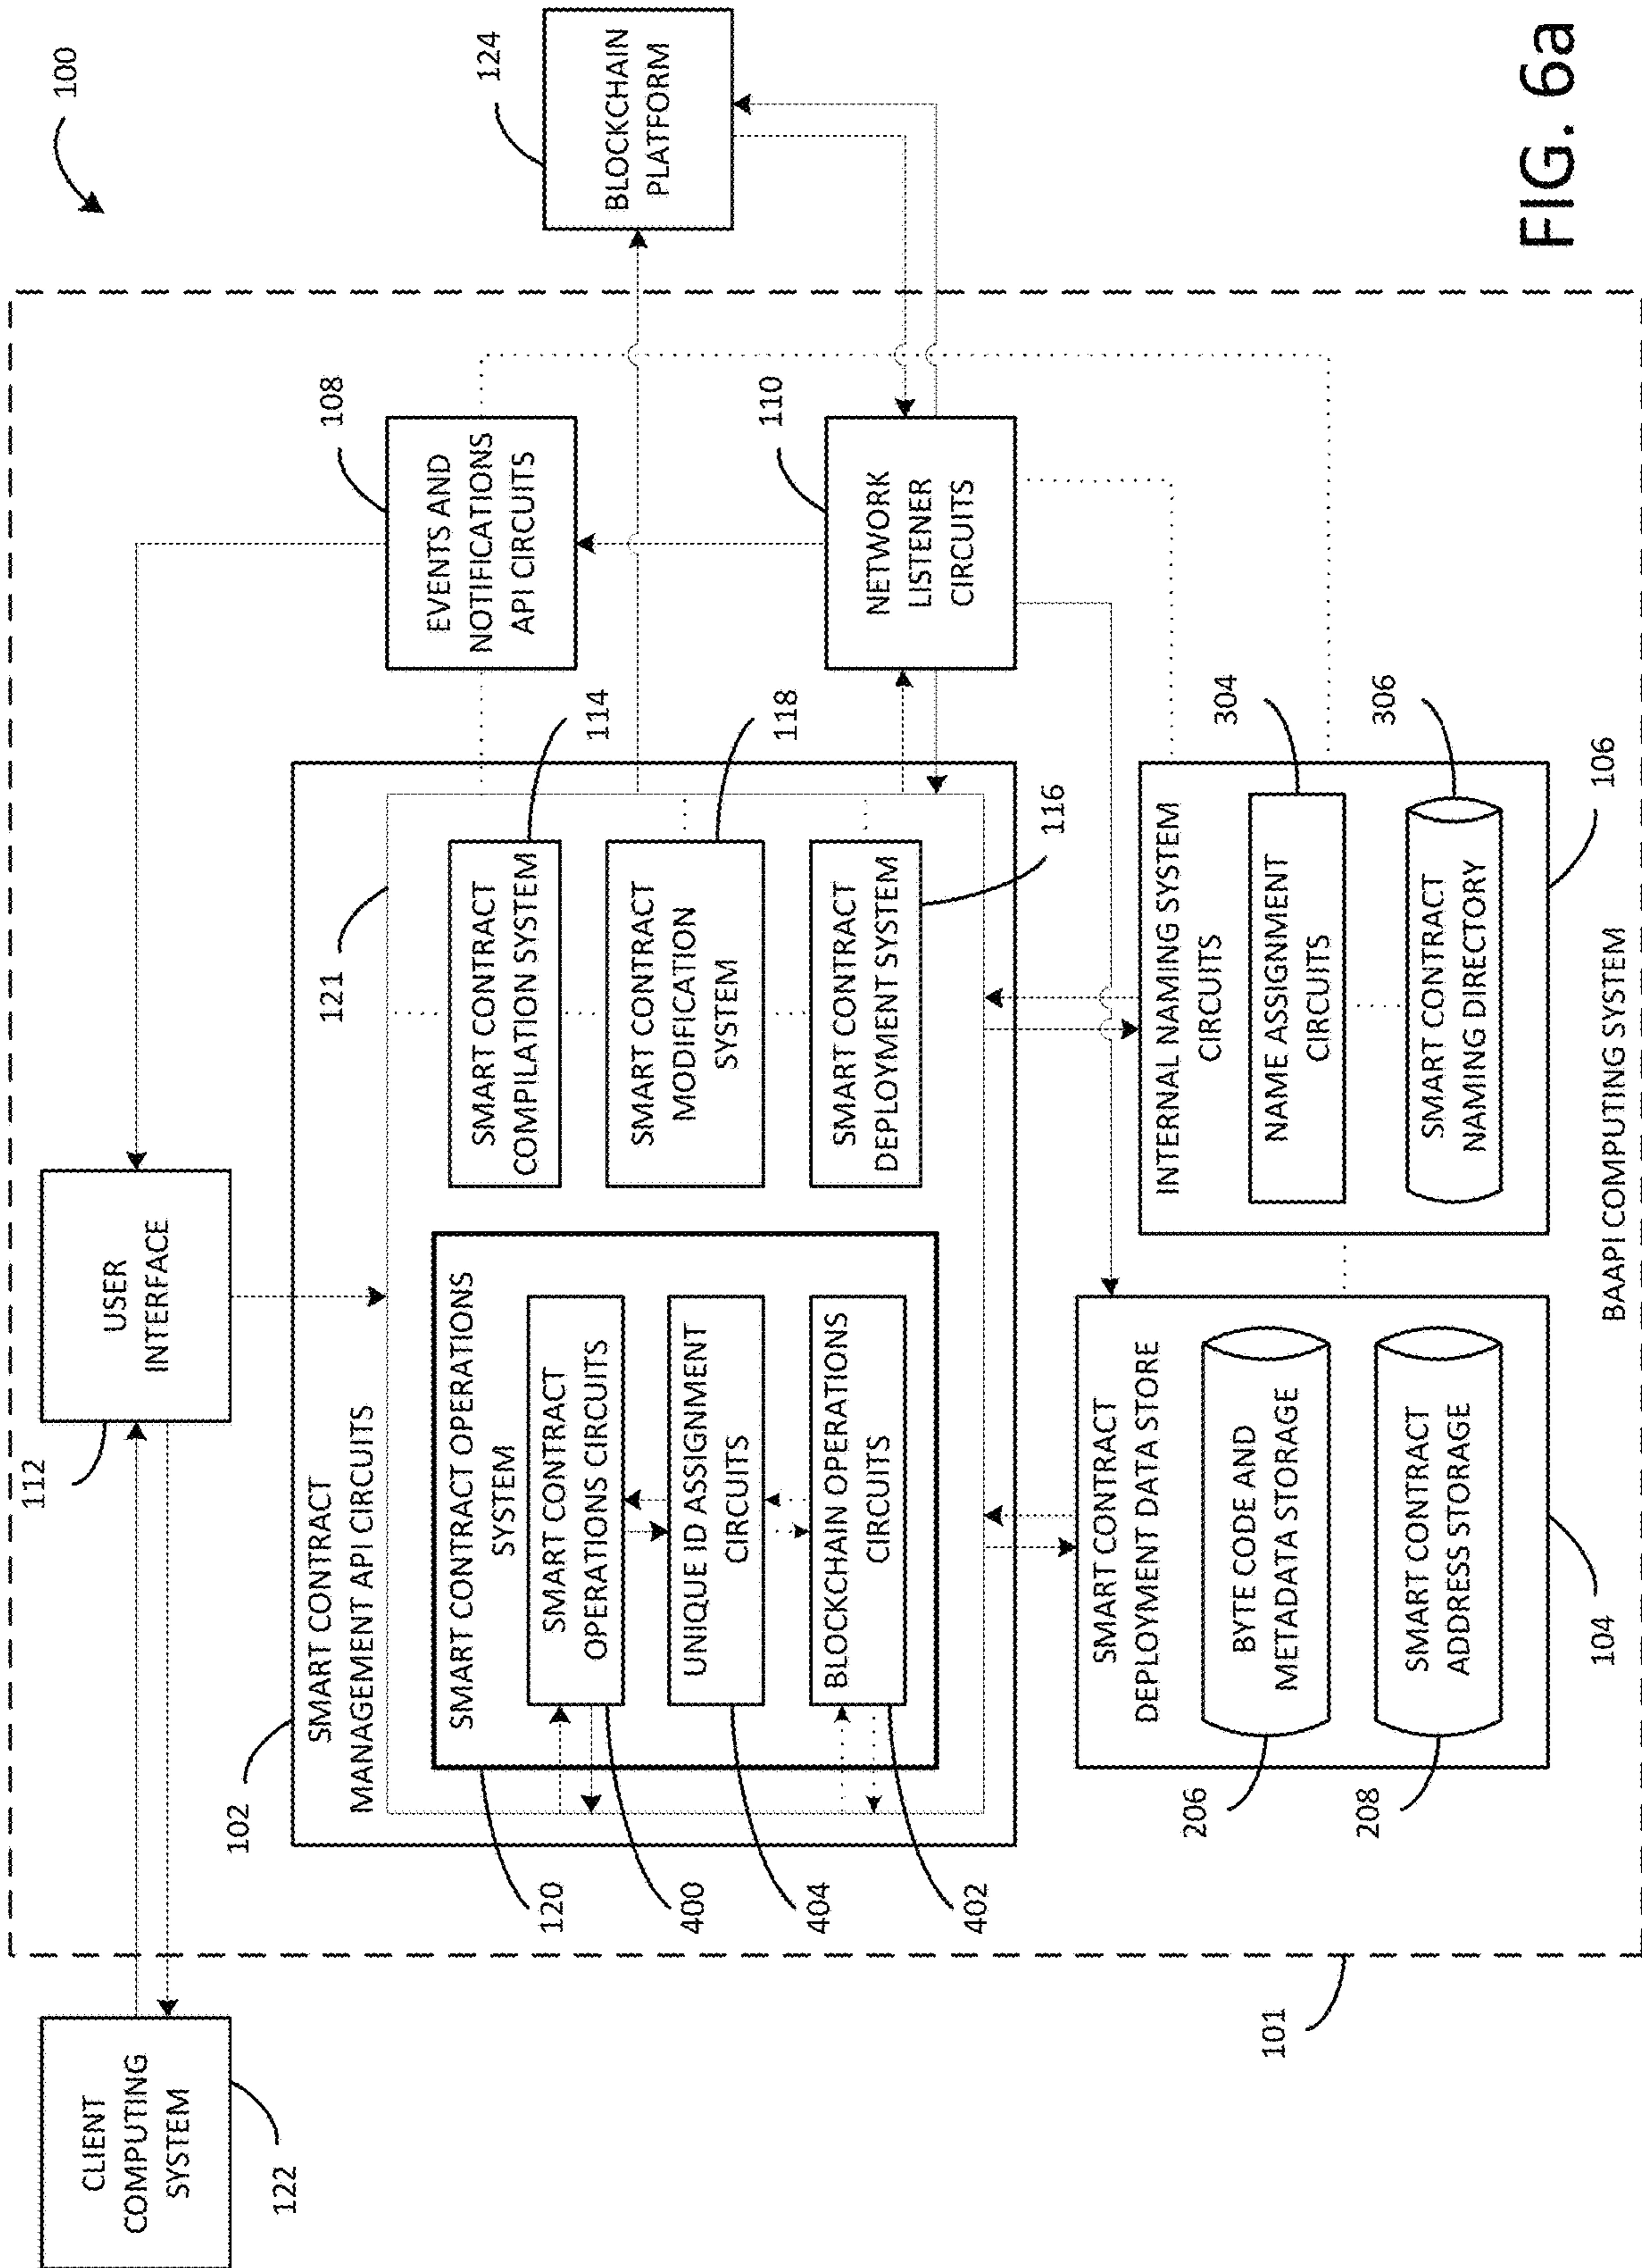 100
CLIENT
COMPUTING
SYSTEM
122
112
USER
INTERFACE
108
EVENTS AND
NOTIFICATIONS
API CIRCUITS
124
BLOCKCHAIN
PLATFORM
102
SMART CONTRACT
MANAGEMENT API CIRCUITS
121
120
SMART CONTRACT OPERATIONS
SYSTEM
SMART CONTRACT
OPERATIONS CIRCUITS
400
UNIQUE ID ASSIGNMENT
CIRCUITS
404
BLOCKCHAIN OPERATIONS
CIRCUITS
402
SMART CONTRACT
COMPILATION SYSTEM
114
SMART CONTRACT
MODIFICATION
SYSTEM
118
SMART CONTRACT
DEPLOYMENT SYSTEM
116
110
NETWORK
LISTENER
CIRCUITS
SMART CONTRACT
DEPLOYMENT DATA STORE
BYTE CODE AND
METADATA STORAGE
206
SMART CONTRACT
ADDRESS STORAGE
208
104
INTERNAL NAMING SYSTEM
CIRCUITS
NAME ASSIGNMENT
CIRCUITS
304
SMART CONTRACT
NAMING DIRECTORY
306
106
101
BAAPI COMPUTING SYSTEM
FIG. 6a